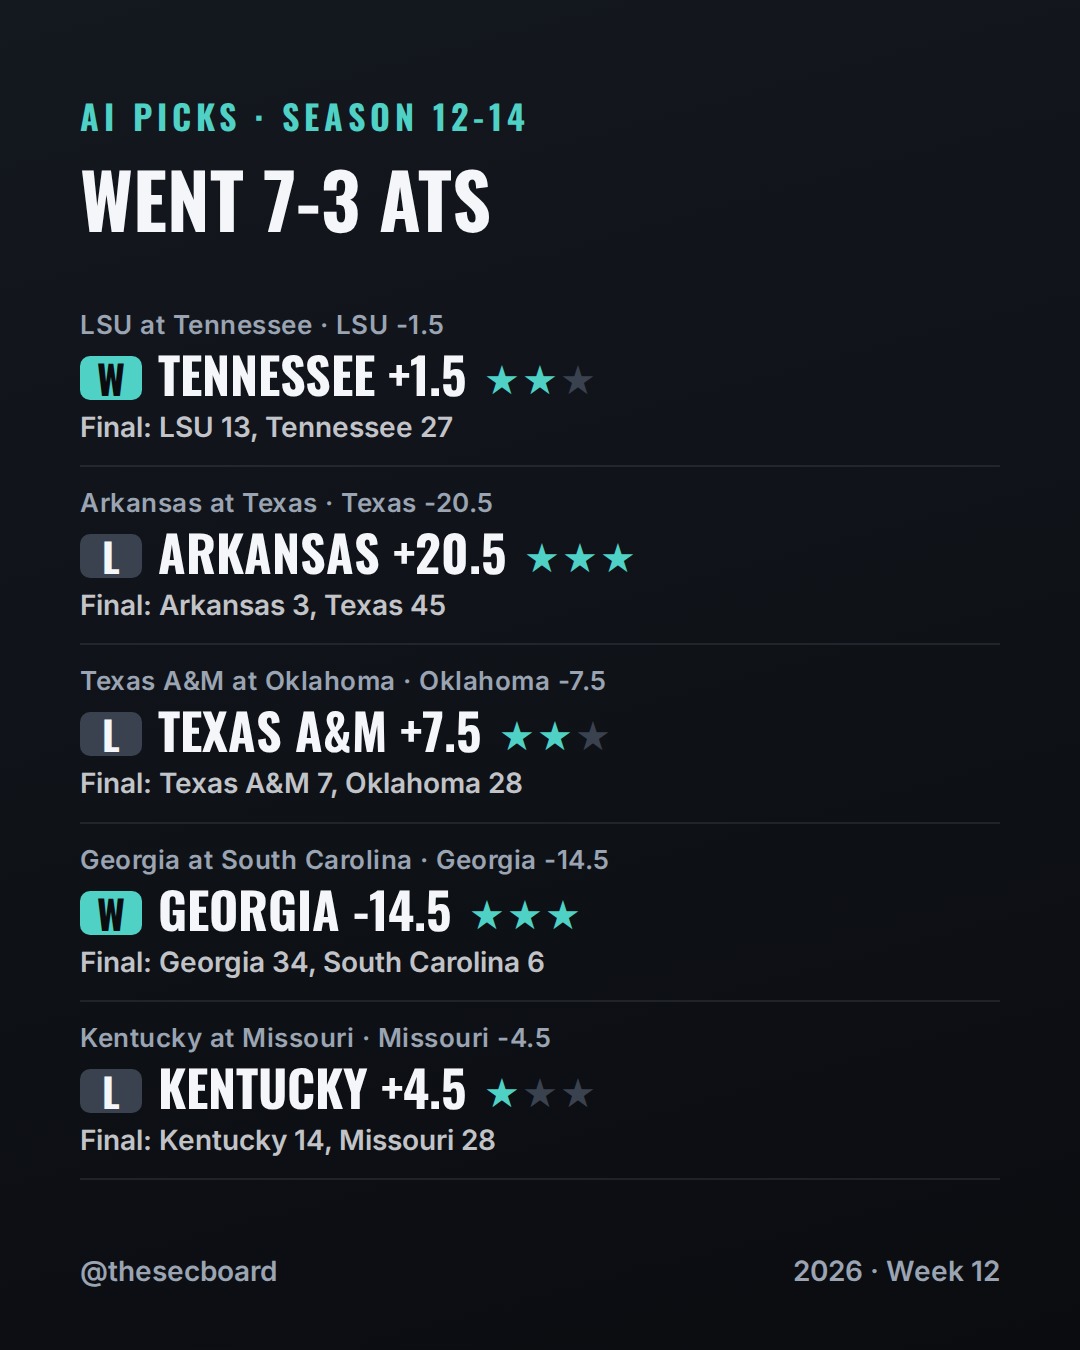 AI PICKS · SEASON 12-14
WENT 7-3 ATS
LSU at Tennessee · LSU -1.5
W TENNESSEE +1.5 ★★★
Final: LSU 13, Tennessee 27
Arkansas at Texas · Texas -20.5
L ARKANSAS +20.5 ★★★
Final: Arkansas 3, Texas 45
Texas A&M at Oklahoma · Oklahoma -7.5
L TEXAS A&M +7.5 ★★★
Final: Texas A&M 7, Oklahoma 28
Georgia at South Carolina · Georgia -14.5
W GEORGIA -14.5 ★★★
Final: Georgia 34, South Carolina 6
Kentucky at Missouri · Missouri -4.5
L KENTUCKY +4.5 ★★★
Final: Kentucky 14, Missouri 28
@thesecboard
2026 · Week 12